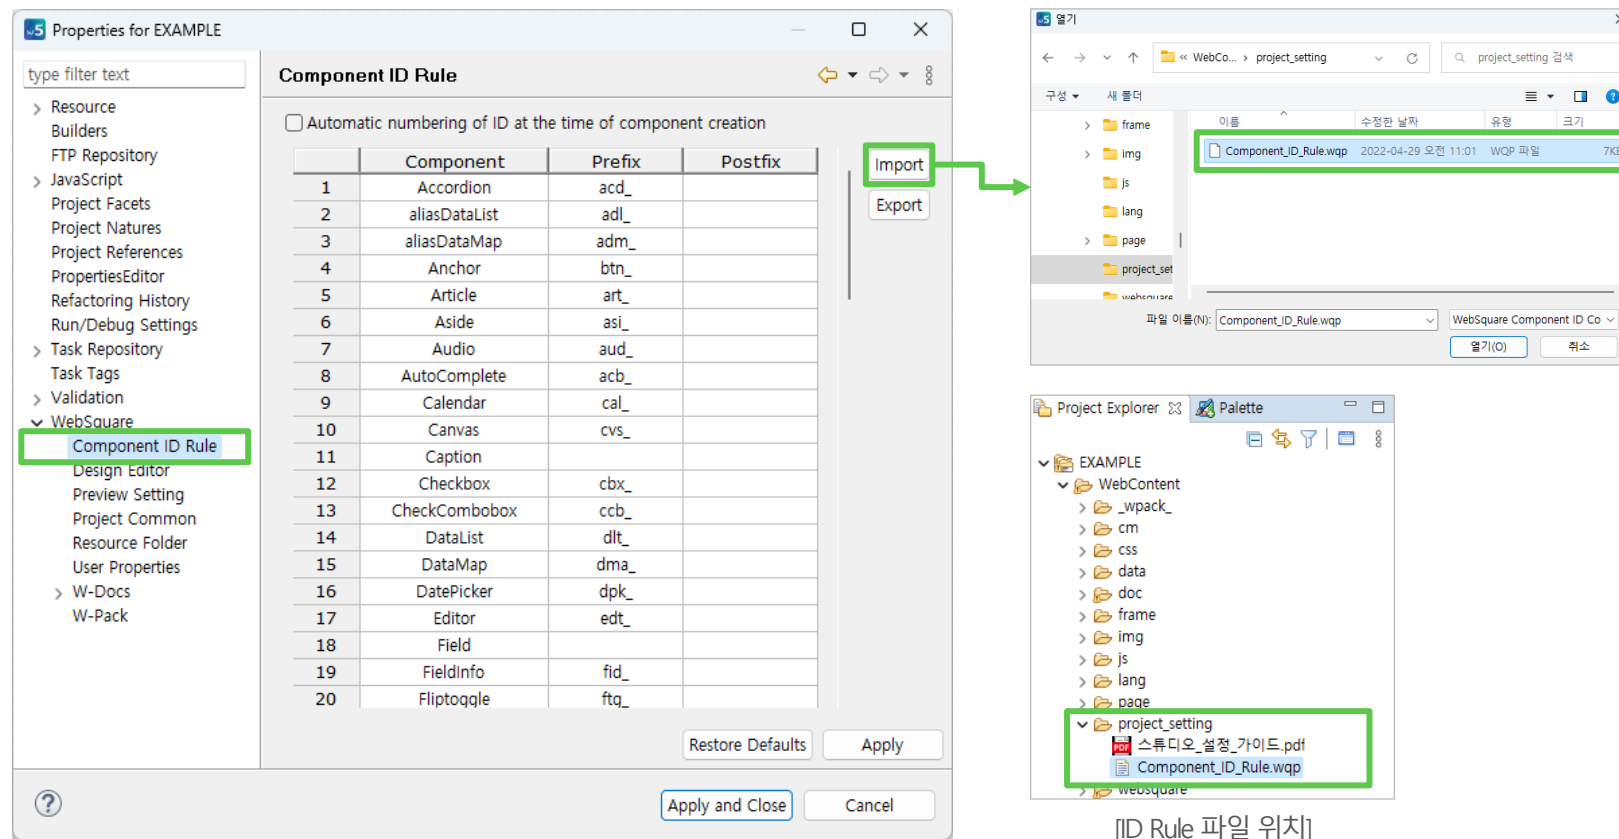 Properties for EXAMPLE
type filter text
Resource
Builders
FTP Repository
JavaScript
Project Facets
Project Natures
Project References
PropertiesEditor
Refactoring History
Run/Debug Settings
Task Repository
Task Tags
Validation
WebSquare
Component ID Rule
Design Editor
Preview Setting
Project Common
Resource Folder
User Properties
W-Docs
W-Pack
Component ID Rule
Automatic numbering of ID at the time of component creation
Component Prefix Postfix
1 Accordion acd_
2 aliasDataList adl_
3 aliasDataMap adm_
4 Anchor btn_
5 Article art_
6 Aside asi_
7 Audio aud_
8 AutoComplete acb_
9 Calendar cal_
10 Canvas cvs_
11 Caption
12 Checkbox cbx_
13 CheckCombobox ccb_
14 DataList dlt_
15 DataMap dma_
16 DatePicker dpk_
17 Editor edt_
18 Field
19 FieldInfo fid_
20 Fliptoggle ftg_
Import
Export
Restore Defaults Apply
Apply and Close Cancel
열기
« WebCo... › project_setting
project_setting 검색
구성 새 폴더
이름 수정한 날짜 유형 크기
frame
img
js
lang
page
project_set
websquare
Component_ID_Rule.wqp 2022-04-29 오전 11:01 WQP 파일 7KB
파일 이름(N): Component_ID_Rule.wqp WebSquare Component ID Co
열기(O) 취소
Project Explorer Palette
EXAMPLE
WebContent
_wpack_
cm
css
data
doc
frame
img
js
lang
page
project_setting
스튜디오_설정_가이드.pdf
Component_ID_Rule.wqp
websquare
[ID Rule 파일 위치]